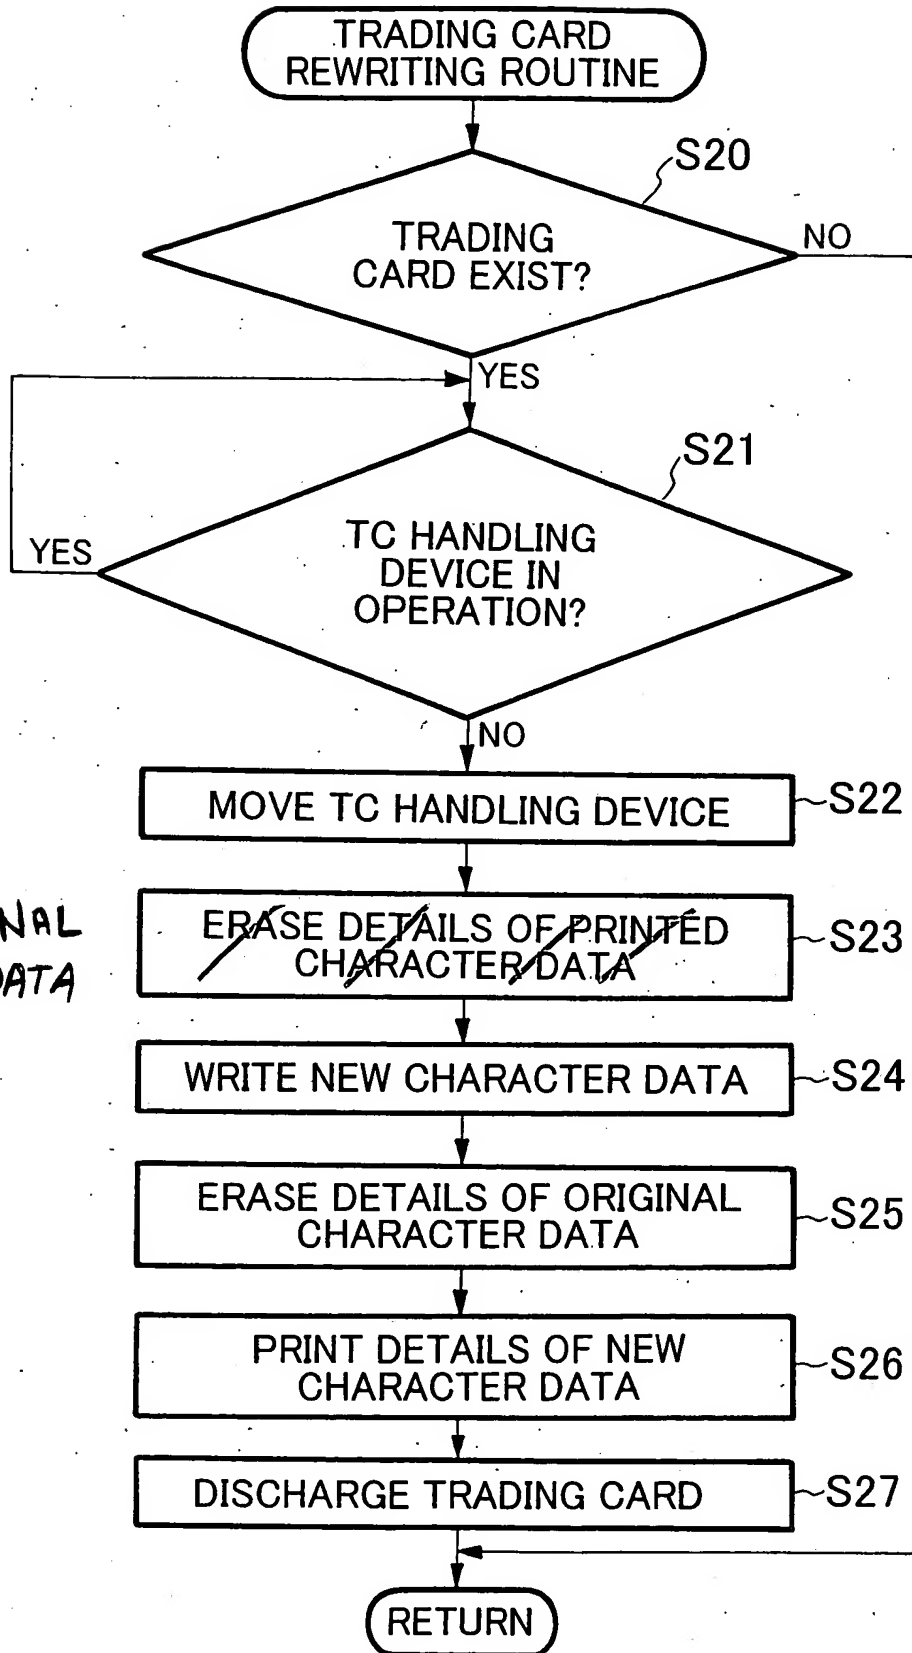 TRADING CARD
REWRITING ROUTINE
S20
TRADING
CARD EXIST?
NO
YES
S21
TC HANDLING
DEVICE IN
OPERATION?
YES
NO
MOVE TC HANDLING DEVICE
S22
NAL
DATA
ERASE DETAILS OF PRINTED
CHARACTER DATA
S23
WRITE NEW CHARACTER DATA
S24
ERASE DETAILS OF ORIGINAL
CHARACTER DATA
S25
PRINT DETAILS OF NEW
CHARACTER DATA
S26
DISCHARGE TRADING CARD
S27
RETURN